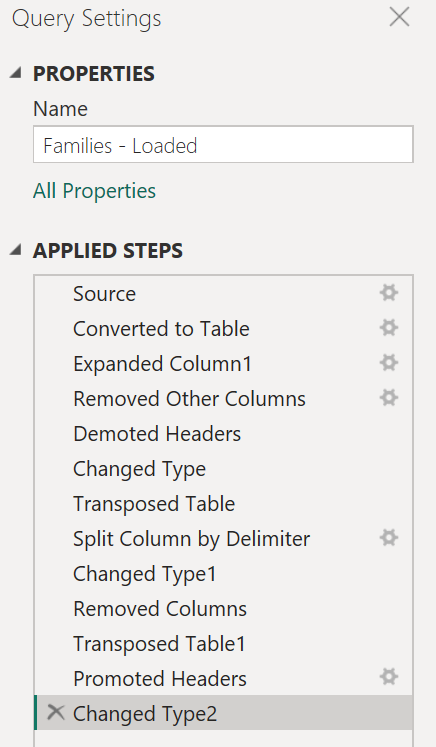 Query Settings
PROPERTIES
Name
Families - Loaded
All Properties
APPLIED STEPS
Source
Converted to Table
Expanded Column1
Removed Other Columns
Demoted Headers
Changed Type
Transposed Table
Split Column by Delimiter
Changed Type1
Removed Columns
Transposed Table1
Promoted Headers
Changed Type2